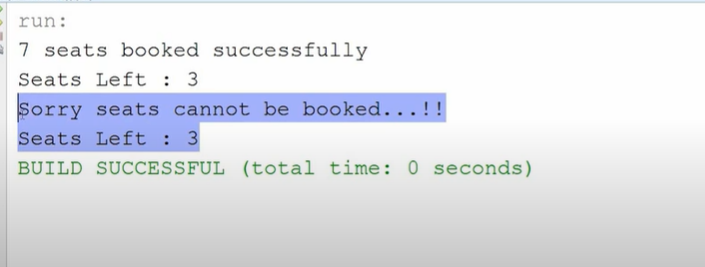 run:
7 seats booked successfully
Seats Left : 3
Sorry seats cannot be booked...!!
Seats Left : 3
BUILD SUCCESSFUL (total time: 0 seconds)